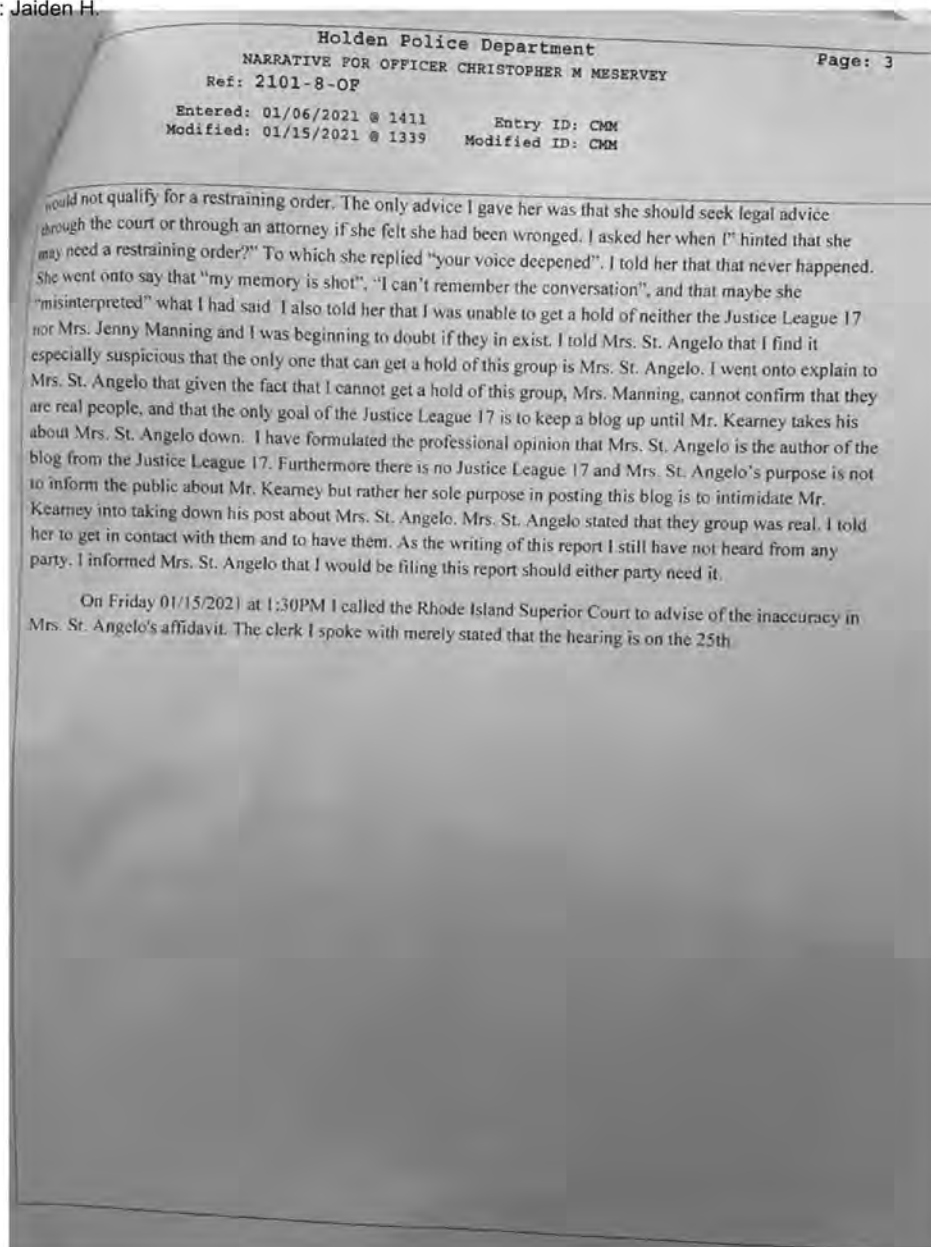 : Jaiden H.
Holden Police Department
Page: 3
NARRATIVE FOR OFFICER CHRISTOPHER M MESERVEY
Ref: 2101-8-OF
Entered: 01/06/2021 @ 1411 Entry ID: CMM
Modified: 01/15/2021 @ 1339 Modified ID: CMM
would not qualify for a restraining order. The only advice I gave her was that she should seek legal advice
through the court or through an attorney if she felt she had been wronged. I asked her when I" hinted that she
may need a restraining order?" To which she replied "your voice deepened". I told her that that never happened.
She went onto say that "my memory is shot", "I can't remember the conversation", and that maybe she
"misinterpreted" what I had said I also told her that I was unable to get a hold of neither the Justice League 17
nor Mrs. Jenny Manning and I was beginning to doubt if they in exist. I told Mrs. St. Angelo that I find it
especially suspicious that the only one that can get a hold of this group is Mrs. St. Angelo. I went onto explain to
Mrs. St. Angelo that given the fact that I cannot get a hold of this group, Mrs. Manning, cannot confirm that they
are real people, and that the only goal of the Justice League 17 is to keep a blog up until Mr. Kearney takes his
about Mrs. St. Angelo down. I have formulated the professional opinion that Mrs. St. Angelo is the author of the
blog from the Justice League 17. Furthermore there is no Justice League 17 and Mrs. St. Angelo's purpose is not
to inform the public about Mr. Kearney but rather her sole purpose in posting this blog is to intimidate Mr.
Kearney into taking down his post about Mrs. St. Angelo. Mrs. St. Angelo stated that they group was real. I told
her to get in contact with them and to have them. As the writing of this report I still have not heard from any
party. I informed Mrs. St. Angelo that I would be filing this report should either party need it.
On Friday 01/15/2021 at 1:30PM I called the Rhode Island Superior Court to advise of the inaccuracy in
Mrs. St. Angelo's affidavit. The clerk I spoke with merely stated that the hearing is on the 25th